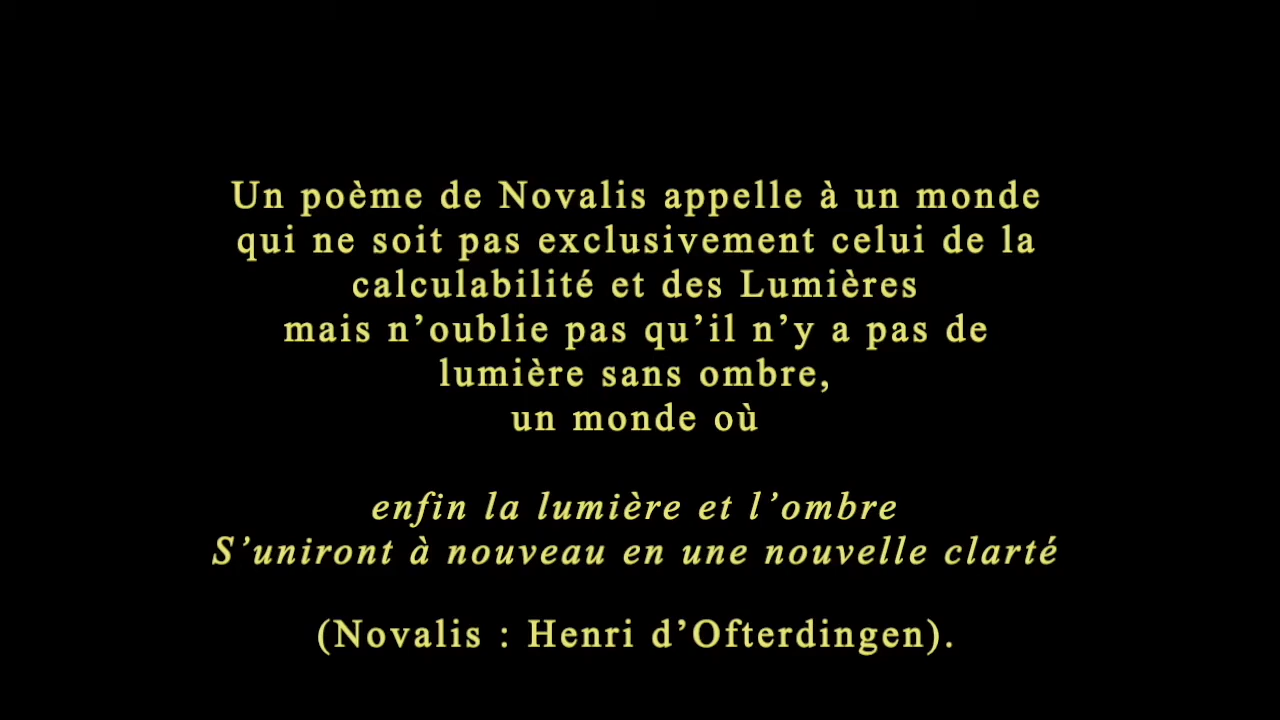 Un poème de Novalis appelle à un monde
qui ne soit pas exclusivement celui de la
calculabilité et des Lumières
mais n’oublie pas qu’il n’y a pas de
lumière sans ombre,
un monde où
enfin la lumière et l’ombre
S’uniront à nouveau en une nouvelle clarté
(Novalis : Henri d’Ofterdingen).